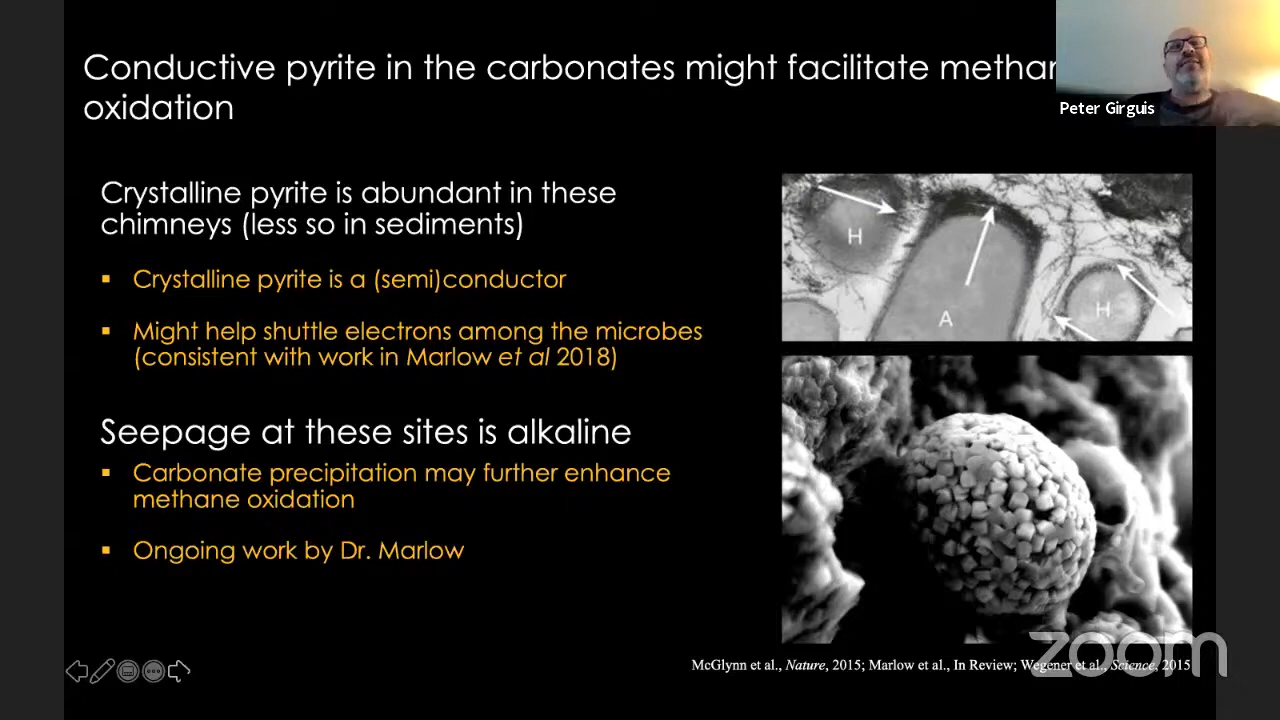 Conductive pyrite in the carbonates might facilitate
oxidation
Peter Girguis
Crystalline pyrite is abundant in these
chimneys (less so in sediments)
▪ Crystalline pyrite is a (semi)conductor
▪ Might help shuttle electrons among the microbes
(consistent with work in Marlow et al 2018)
Seepage at these sites is alkaline
▪ Carbonate precipitation may further enhance
methane oxidation
▪ Ongoing work by Dr. Marlow
H
A
H
McGlynn et al., Nature, 2015; Marlow et al., In Review; Wegener et al., Science, 2015
zoom